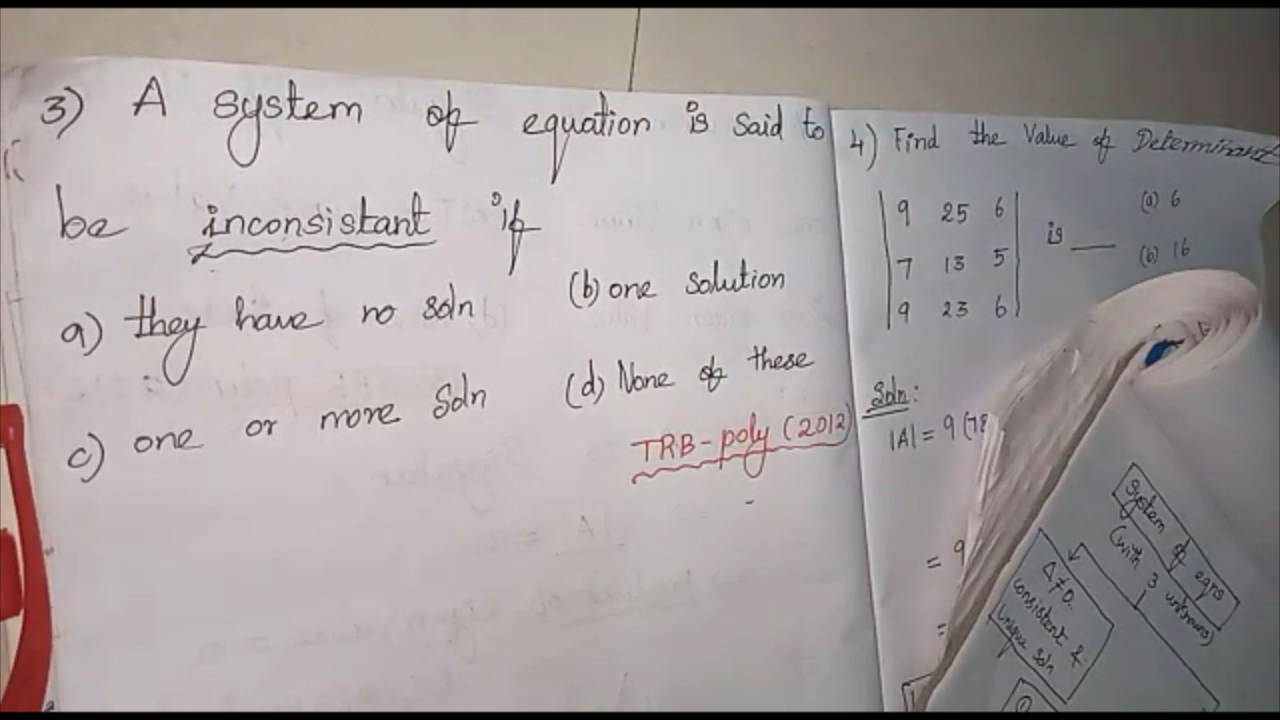 3) A system of equation is said to
be inconsistant if
a) they have no soln (b) one solution
c) one or more Soln (d) None of these
TRB-poly (2012)
4) Find the Value of Determinant
9 25 6
7 13 5
9 23 6
is __
(a) 6
(b) 16
Soln:
|A| = 9 (78
= 9
=
System of eqns
(with 3 unknowns)
Δ≠0.
consistent &
Unique Soln